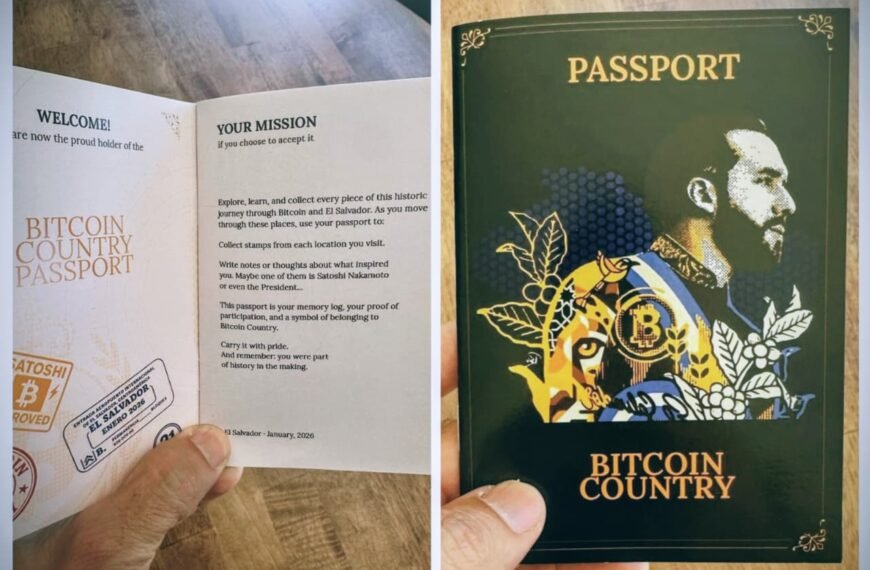 WELCOME!
are now the proud holder of the
BITCOIN
COUNTRY
PASSPORT
SATOSHI
ENTRADA AEROPUERTO INTERNACIONAL
EL SALVADOR
ENERO 2026
B.
21
YOUR MISSION
if you choose to accept it
Explore, learn, and collect every piece of this historic
journey through Bitcoin and El Salvador. As you move
through these places, use your passport to:
Collect stamps from each location you visit.
Write notes or thoughts about what inspired
you. Maybe one of them is Satoshi Nakamoto
or even the President...
This passport is your memory log, your proof of
participation, and a symbol of belonging to
Bitcoin Country.
Carry it with pride.
And remember: you were part
of history in the making.
El Salvador - January, 2026
PASSPORT
BITCOIN
COUNTRY